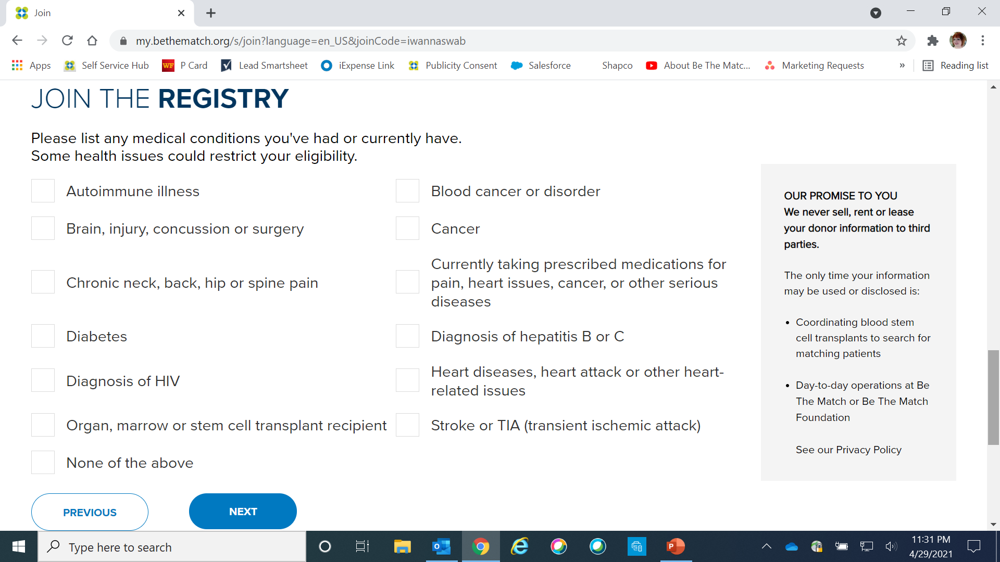 Join
my.bethematch.org/s/join?language=en_US&joinCode=iwannaswab
Apps Self Service Hub WF P Card Lead Smartsheet iExpense Link Publicity Consent Salesforce Shapco About Be The Matc... Marketing Requests » Reading list
JOIN THE REGISTRY
Please list any medical conditions you've had or currently have.
Some health issues could restrict your eligibility.
Autoimmune illness
Blood cancer or disorder
Brain, injury, concussion or surgery
Cancer
Chronic neck, back, hip or spine pain
Currently taking prescribed medications for
pain, heart issues, cancer, or other serious
diseases
Diabetes
Diagnosis of hepatitis B or C
Diagnosis of HIV
Heart diseases, heart attack or other heart-
related issues
Organ, marrow or stem cell transplant recipient
Stroke or TIA (transient ischemic attack)
None of the above
PREVIOUS
NEXT
OUR PROMISE TO YOU
We never sell, rent or lease
your donor information to third
parties.
The only time your information
may be used or disclosed is:
• Coordinating blood stem
cell transplants to search for
matching patients
• Day-to-day operations at Be
The Match or Be The Match
Foundation
See our Privacy Policy
Type here to search
11:31 PM
4/29/2021